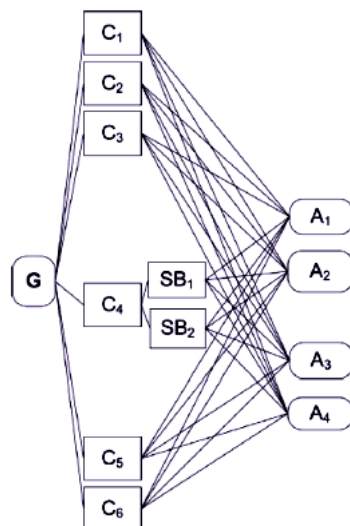 C₁
C₂
C₃
G
C₄
SB₁
SB₂
C₅
C₆
A₁
A₂
A₃
A₄